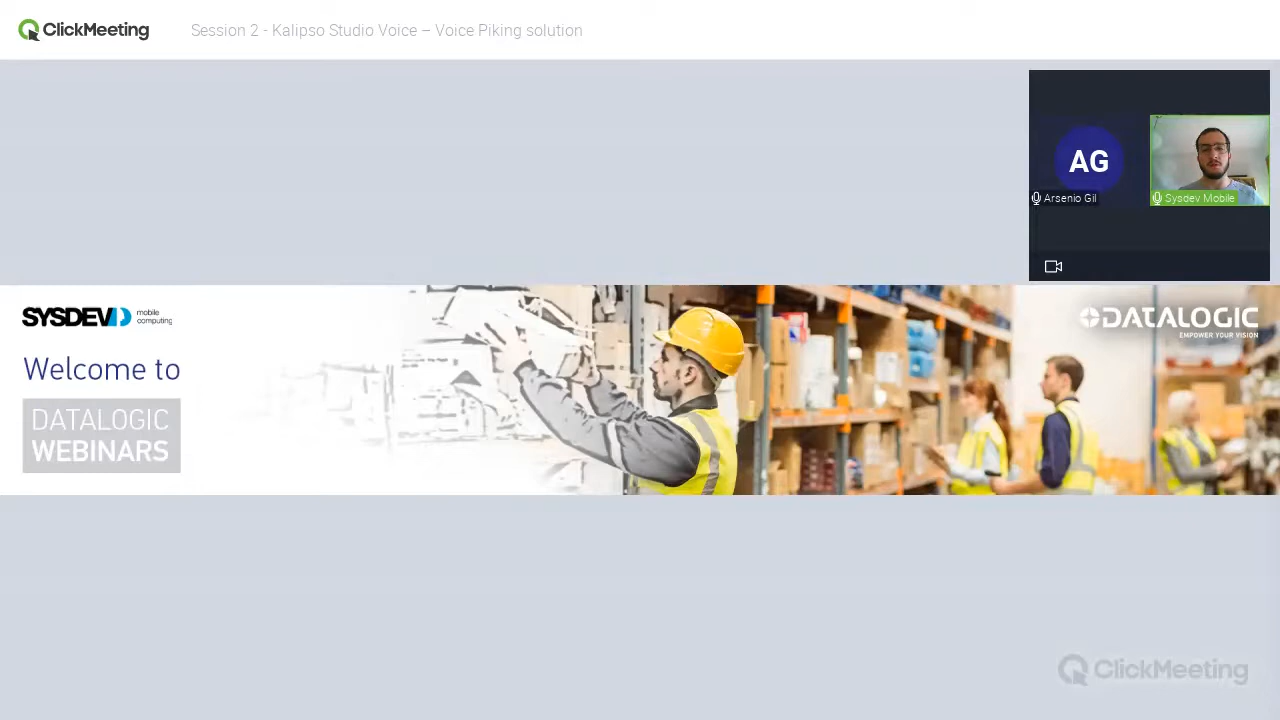 ClickMeeting
Session 2 - Kalipso Studio Voice – Voice Piking solution
AG
Arsenio Gil
Sysdev Mobile
SYSDEV mobile computing
DATALOGIC
EMPOWER YOUR VISION
Welcome to
DATALOGIC
WEBINARS
ClickMeeting